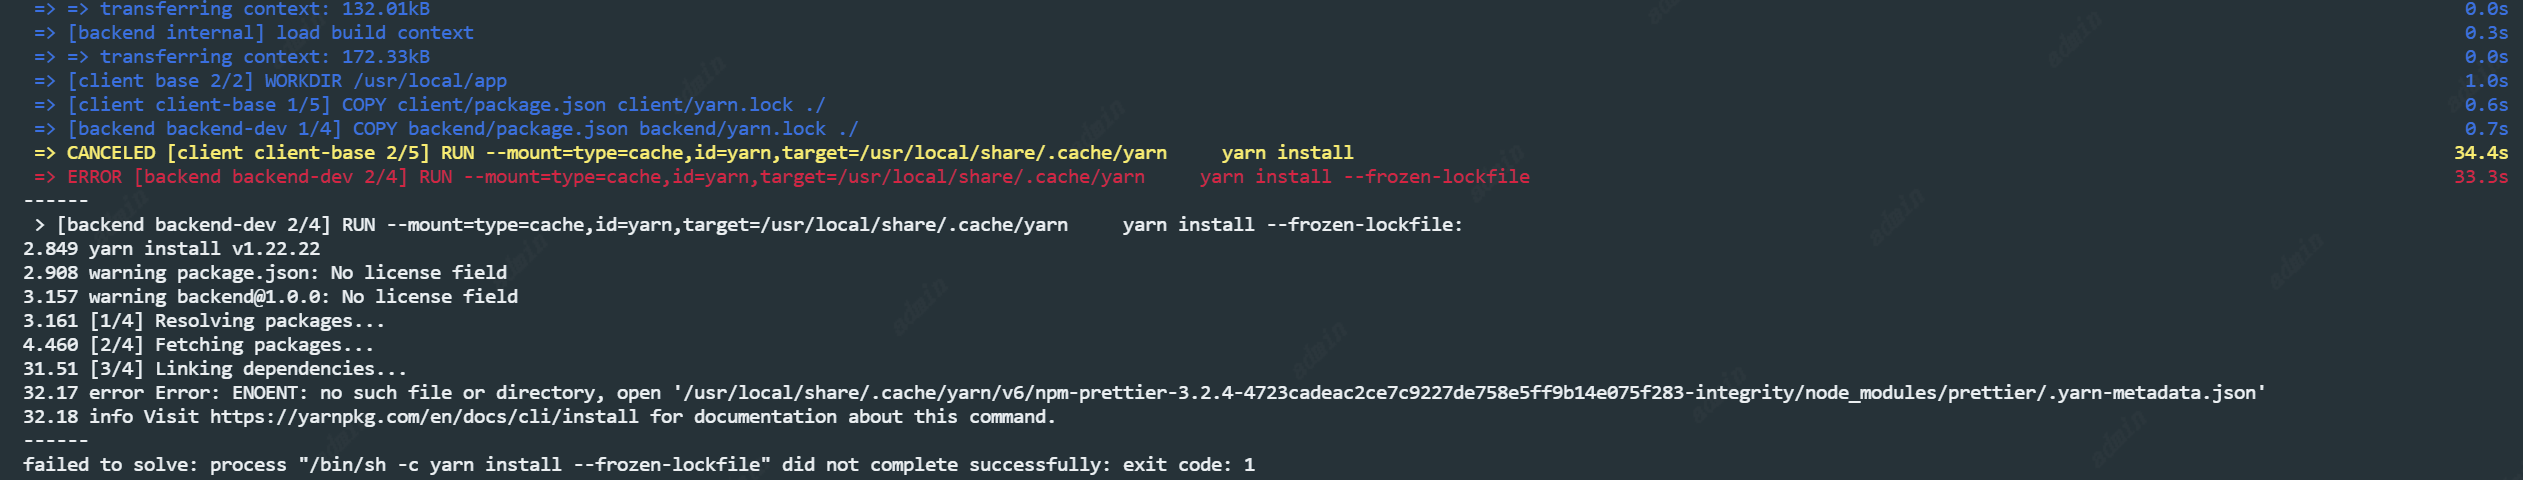 => => transferring context: 132.01kB 0.0s
=> [backend internal] load build context 0.3s
=> => transferring context: 172.33kB 0.0s
=> [client base 2/2] WORKDIR /usr/local/app 1.0s
=> [client client-base 1/5] COPY client/package.json client/yarn.lock ./ 0.6s
=> [backend backend-dev 1/4] COPY backend/package.json backend/yarn.lock ./ 0.7s
=> CANCELED [client client-base 2/5] RUN --mount=type=cache,id=yarn,target=/usr/local/share/.cache/yarn     yarn install 34.4s
=> ERROR [backend backend-dev 2/4] RUN --mount=type=cache,id=yarn,target=/usr/local/share/.cache/yarn     yarn install --frozen-lockfile 33.3s
------
> [backend backend-dev 2/4] RUN --mount=type=cache,id=yarn,target=/usr/local/share/.cache/yarn     yarn install --frozen-lockfile:
2.849 yarn install v1.22.22
2.908 warning package.json: No license field
3.157 warning backend@1.0.0: No license field
3.161 [1/4] Resolving packages...
4.460 [2/4] Fetching packages...
31.51 [3/4] Linking dependencies...
32.17 error Error: ENOENT: no such file or directory, open '/usr/local/share/.cache/yarn/v6/npm-prettier-3.2.4-4723cadeac2ce7c9227de758e5ff9b14e075f283-integrity/node_modules/prettier/.yarn-metadata.json'
32.18 info Visit https://yarnpkg.com/en/docs/cli/install for documentation about this command.
------
failed to solve: process "/bin/sh -c yarn install --frozen-lockfile" did not complete successfully: exit code: 1
admin
admin
admin
admin
admin
admin
admin
admin
admin
admin